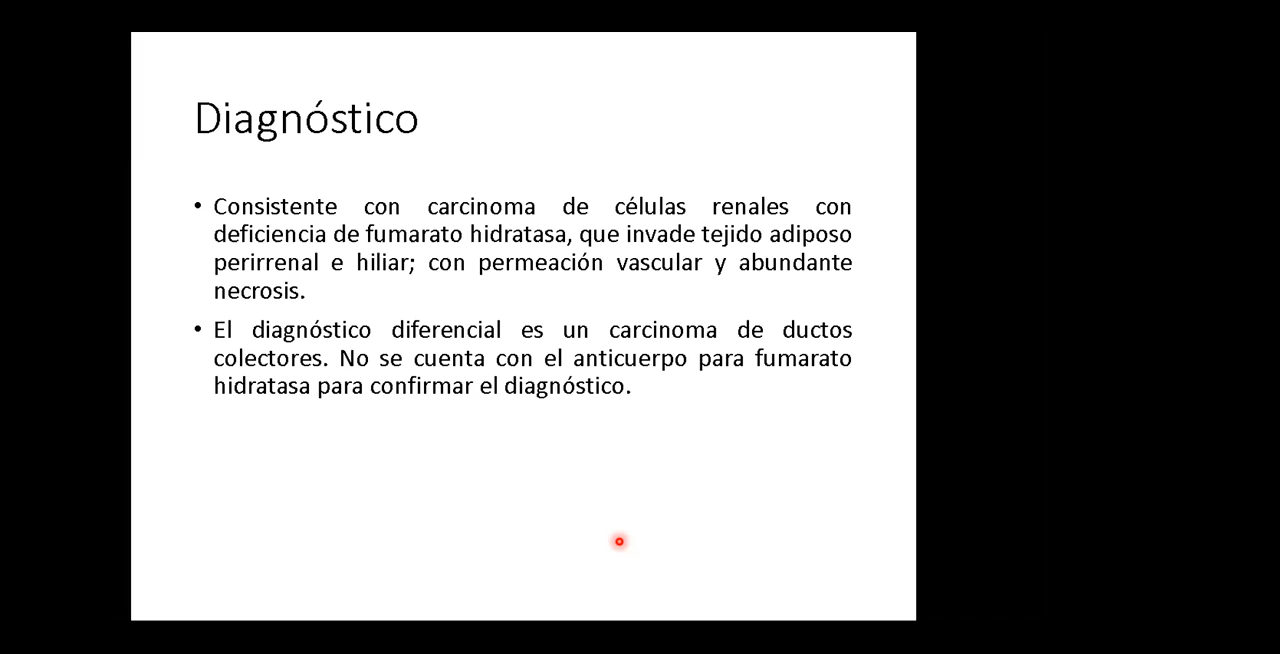 Diagnóstico
• Consistente con carcinoma de células renales con
deficiencia de fumarato hidratasa, que invade tejido adiposo
perirrenal e hiliar; con permeación vascular y abundante
necrosis.
• El diagnóstico diferencial es un carcinoma de ductos
colectores. No se cuenta con el anticuerpo para fumarato
hidratasa para confirmar el diagnóstico.